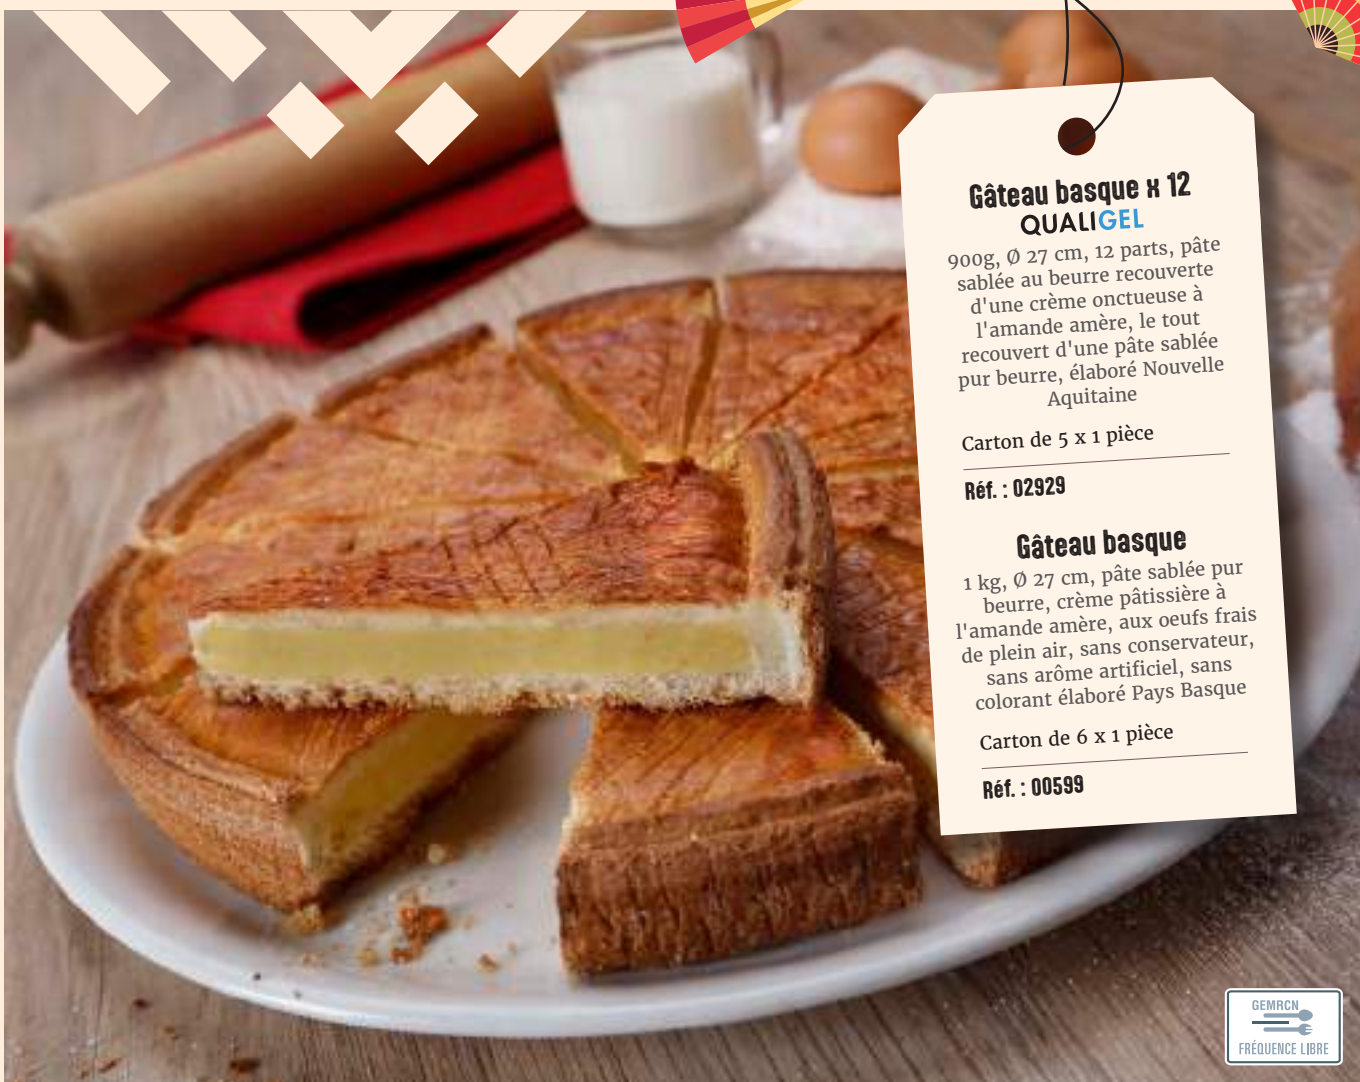 Gâteau basque x 12
QUALIGEL
900g, Ø 27 cm, 12 parts, pâte
sablée au beurre recouverte
d'une crème onctueuse à
l'amande amère, le tout
recouvert d'une pâte sablée
pur beurre, élaboré Nouvelle
Aquitaine
Carton de 5 x 1 pièce
Réf. : 02929
Gâteau basque
1 kg, Ø 27 cm, pâte sablée pur
beurre, crème pâtissière à
l'amande amère, aux oeufs frais
de plein air, sans conservateur,
sans arôme artificiel, sans
colorant élaboré Pays Basque
Carton de 6 x 1 pièce
Réf. : 00599
GEMRCN
FRÉQUENCE LIBRE